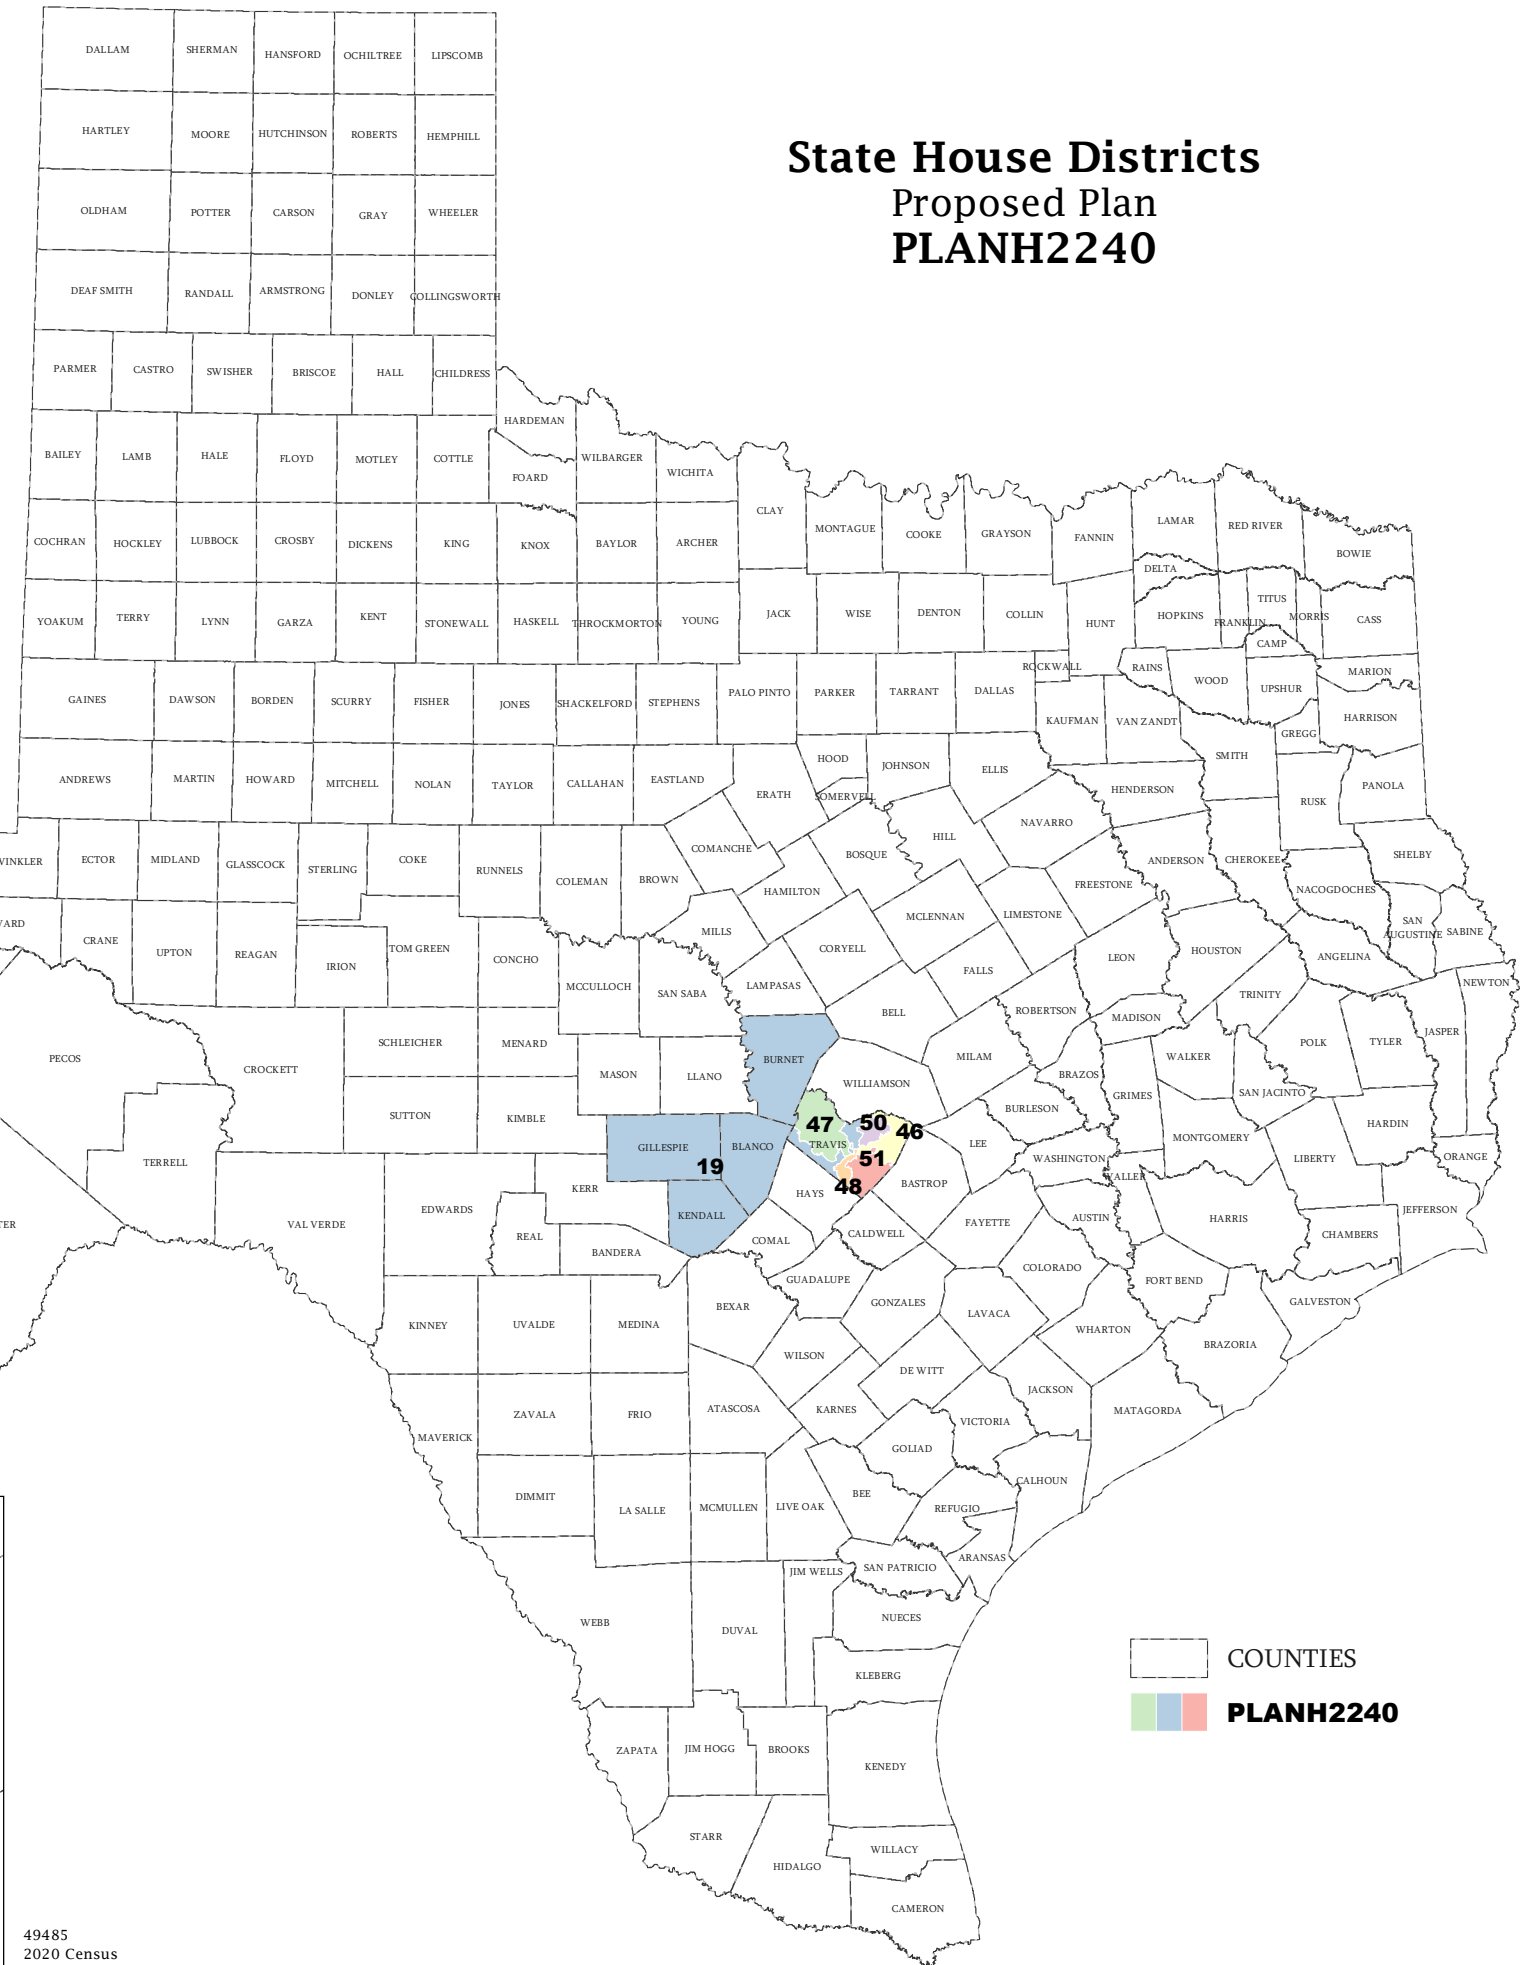 State House Districts
Proposed Plan
PLANH2240
DALLAM
SHERMAN
HANSFORD
OCHILTREE
LIPSCOMB
HARTLEY
MOORE
HUTCHINSON
ROBERTS
HEMPHILL
OLDHAM
POTTER
CARSON
GRAY
WHEELER
DEAF SMITH
RANDALL
ARMSTRONG
DONLEY
COLLINGSWORTH
PARMER
CASTRO
SWISHER
BRISCOE
HALL
CHILDRESS
HARDEMAN
BAILEY
LAMB
HALE
FLOYD
MOTLEY
COTTLE
FOARD
WILBARGER
WICHITA
CLAY
MONTAGUE
COOKE
GRAYSON
FANNIN
LAMAR
RED RIVER
BOWIE
COCHRAN
HOCKLEY
LUBBOCK
CROSBY
DICKENS
KING
KNOX
BAYLOR
ARCHER
DELTA
YOAKUM
TERRY
LYNN
GARZA
KENT
STONEWALL
HASKELL
THROCKMORTON
YOUNG
JACK
WISE
DENTON
COLLIN
HUNT
HOPKINS
FRANKLIN
TITUS
MORRIS
CASS
CAMP
GAINES
DAWSON
BORDEN
SCURRY
FISHER
JONES
SHACKELFORD
STEPHENS
PALO PINTO
PARKER
TARRANT
DALLAS
ROCKWALL
RAINS
WOOD
UPSHUR
MARION
KAUFMAN
VAN ZANDT
GREGG
HARRISON
ANDREWS
MARTIN
HOWARD
MITCHELL
NOLAN
TAYLOR
CALLAHAN
EASTLAND
ERATH
HOOD
SOMERVELL
JOHNSON
ELLIS
HENDERSON
SMITH
RUSK
PANOLA
VINKLER
ECTOR
MIDLAND
GLASSCOCK
STERLING
COKE
RUNNELS
COLEMAN
BROWN
COMANCHE
HAMILTON
BOSQUE
HILL
NAVARRO
FREESTONE
ANDERSON
CHEROKEE
NACOGDOCHES
SHELBY
ARD
CRANE
UPTON
REAGAN
IRION
TOM GREEN
CONCHO
MCCULLOCH
SAN SABA
MILLS
LAMPASAS
CORYELL
MCLENNAN
LIMESTONE
FALLS
LEON
HOUSTON
ANGELINA
SAN
AUGUSTINE
SABINE
NEWTON
PECOS
CROCKETT
SCHLEICHER
MENARD
MASON
LLANO
BURNET
BELL
WILLIAMSON
MILAM
ROBERTSON
BRAZOS
MADISON
GRIMES
WALKER
TRINITY
POLK
SAN JACINTO
TYLER
JASPER
TERRELL
SUTTON
KIMBLE
GILLESPIE
19
BLANCO
47
TRAVIS
50
46
51
48
LEE
BURLESON
WASHINGTON
MONTGOMERY
WALLER
LIBERTY
HARDIN
ORANGE
TER
VAL VERDE
EDWARDS
KERR
REAL
BANDERA
KENDALL
HAYS
COMAL
BASTROP
CALDWELL
FAYETTE
AUSTIN
HARRIS
CHAMBERS
JEFFERSON
KINNEY
UVALDE
MEDINA
BEXAR
GUADALUPE
GONZALES
LAVACA
COLORADO
FORT BEND
GALVESTON
WHARTON
BRAZORIA
WILSON
DE WITT
JACKSON
MATAGORDA
MAVERICK
ZAVALA
FRIO
ATASCOSA
KARNES
GOLIAD
VICTORIA
CALHOUN
DIMMIT
LA SALLE
MCMULLEN
LIVE OAK
BEE
REFUGIO
ARANSAS
SAN PATRICIO
JIM WELLS
WEBB
DUVAL
NUECES
KLEBERG
ZAPATA
JIM HOGG
BROOKS
KENEDY
STARR
HIDALGO
WILLACY
CAMERON
COUNTIES
PLANH2240
49485
2020 Census